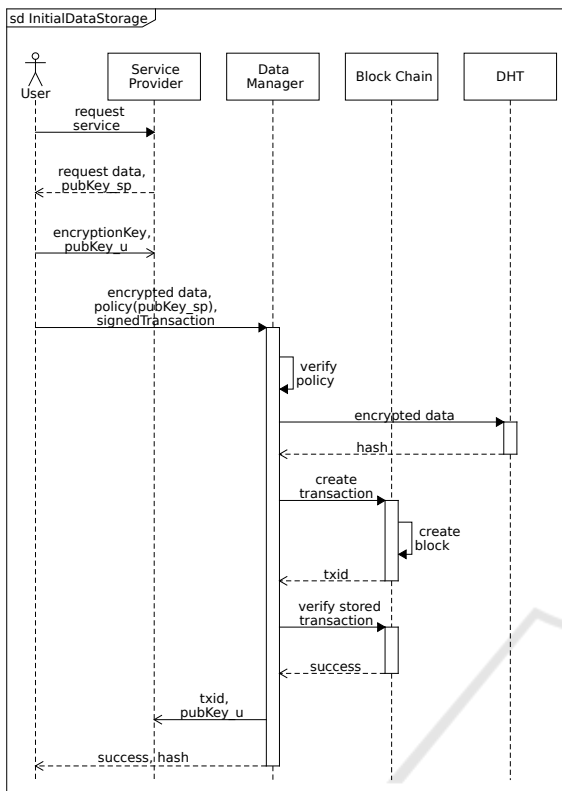 sd InitialDataStorage
User
Service
Provider
Data
Manager
Block Chain
DHT
request
service
request data,
pubKey_sp
encryptionKey,
pubKey_u
encrypted data,
policy(pubKey_sp),
signedTransaction
verify
policy
encrypted data
hash
create
transaction
create
block
txid
verify stored
transaction
success
txid,
pubKey_u
success, hash